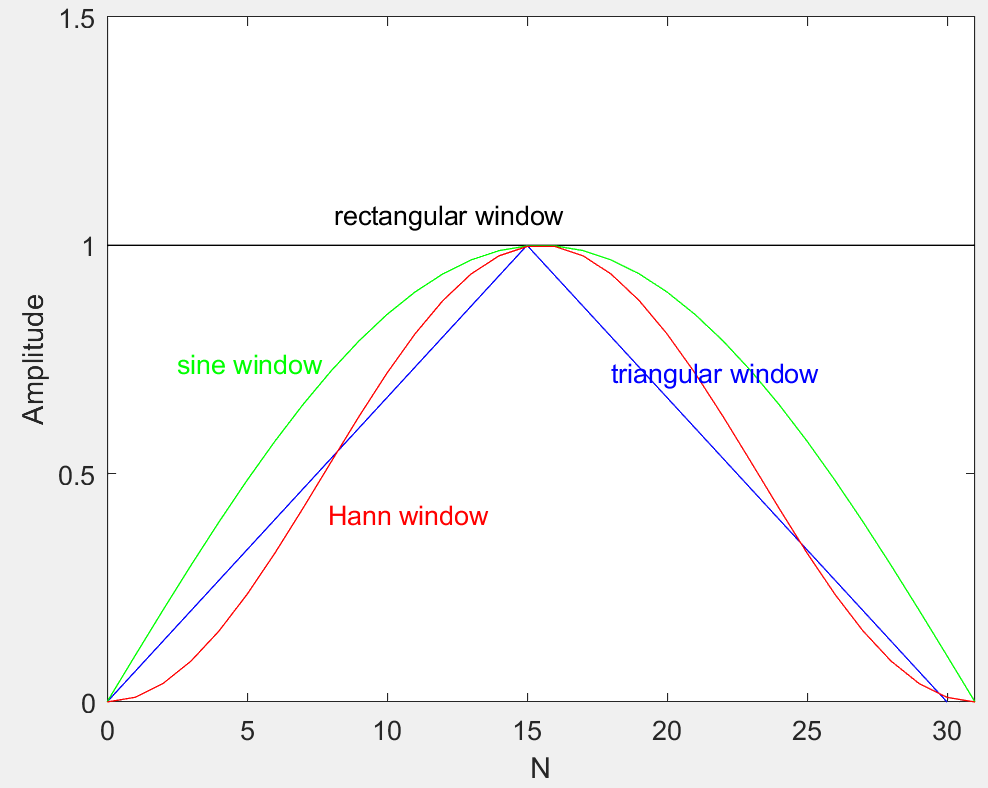 1.5
rectangular window
1
sine window
triangular window
Amplitude
0.5
Hann window
0
0 5 10 15 20 25 30
N